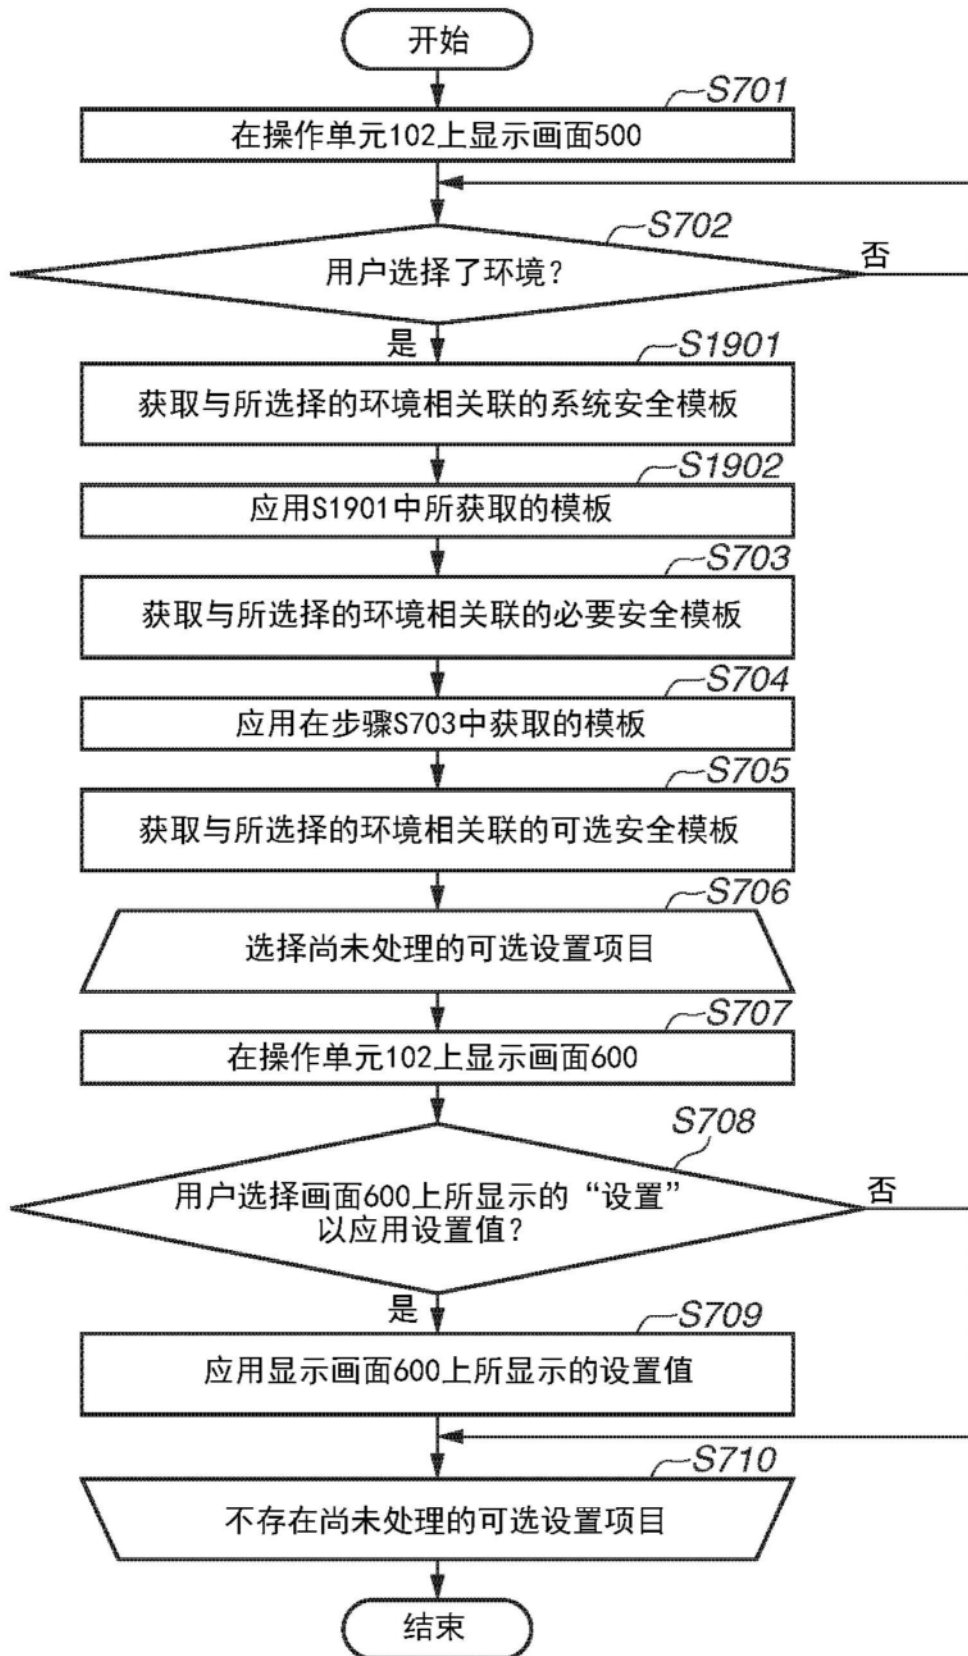 开始
S701
在操作单元102上显示画面500
S702
用户选择了环境？
否
是
S1901
获取与所选择的环境相关联的系统安全模板
S1902
应用S1901中所获取的模板
S703
获取与所选择的环境相关联的必要安全模板
S704
应用在步骤S703中获取的模板
S705
获取与所选择的环境相关联的可选安全模板
S706
选择尚未处理的可选设置项目
S707
在操作单元102上显示画面600
S708
用户选择画面600上所显示的“设置”
以应用设置值？
否
是
S709
应用显示画面600上所显示的设置值
S710
不存在尚未处理的可选设置项目
结束